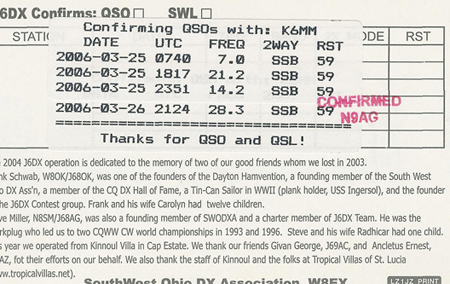 6DX Confirms: QSO □ SWL □
STATI DE RST
Confirming QSOs with: K6MM
DATE UTC FREQ 2WAY RST
2006-03-25 0740 7.0 SSB 59
2006-03-25 1817 21.2 SSB 59
2006-03-25 2351 14.2 SSB 59
2006-03-26 2124 28.3 SSB 59
CONFIRMED
N9AG
Thanks for QSO and QSL!
2004 J6DX operation is dedicated to the memory of two of our good friends whom we lost in 2003.
nk Schwab, W8OK/J68OK, was one of the founders of the Dayton Hamvention, a founding member of the South West
o DX Ass'n, a member of the CQ DX Hall of Fame, a Tin-Can Sailor in WWII (plank holder, USS Ingersol), and the founder
he J6DX Contest group. Frank and his wife Carolyn had twelve children.
ve Miller, N8SM/J68AG, was also a founding member of SWODXA and a charter member of J6DX Team. He was the
rkplug who led us to two CQWW CW world championships in 1993 and 1996. Steve and his wife Radhicar had one child.
s year we operated from Kinnoul Villa in Cap Estate. We thank our friends Givan George, J69AC, and Ancletus Ernest,
AZ, for their efforts on our behalf. We also thank the staff of Kinnoul and the folks at Tropical Villas of St. Lucia
ww.tropicalvillas.net).
SouthWest Ohio DX Association, W8EX
LZ1JZ PRINT